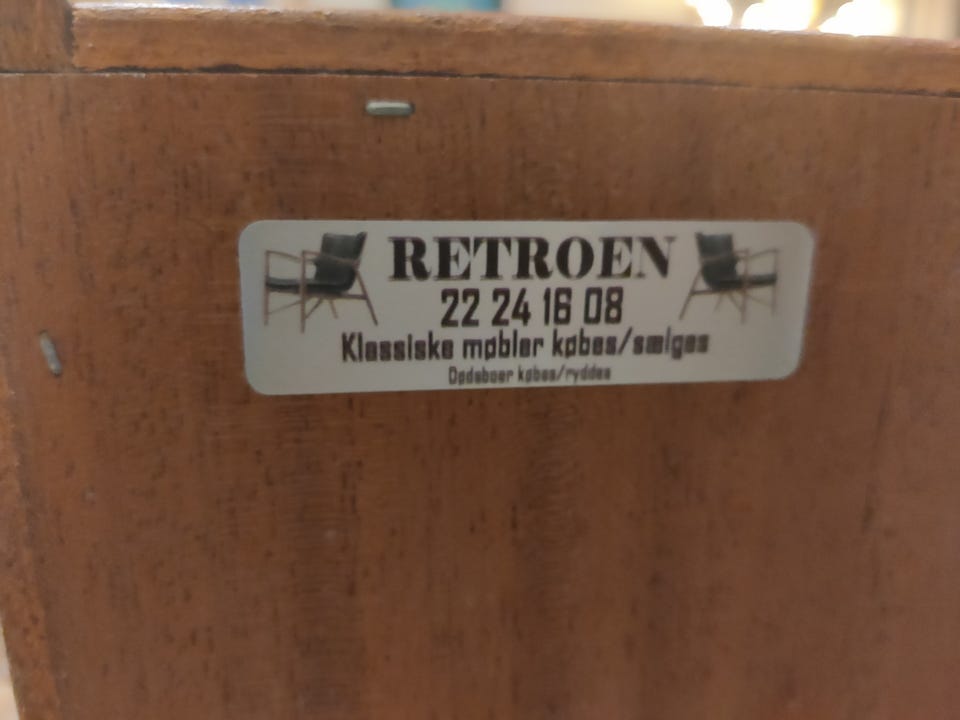 RETROEN
22 24 16 08
Klassiske møbler købes/sælges
Dødsboer købes/ryddes